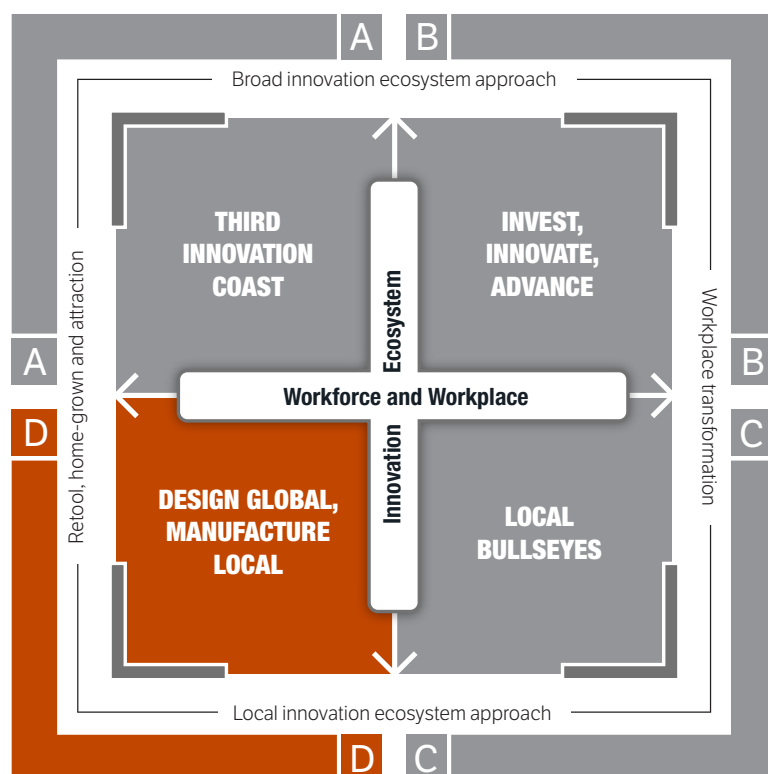 A B
Broad innovation ecosystem approach
THIRD
INNOVATION
COAST
INVEST,
INNOVATE,
ADVANCE
Retool, home-grown and attraction
Workplace transformation
Innovation Ecosystem
A
B
Workforce and Workplace
D
C
DESIGN GLOBAL,
MANUFACTURE
LOCAL
LOCAL
BULLSEYES
Local innovation ecosystem approach
D C